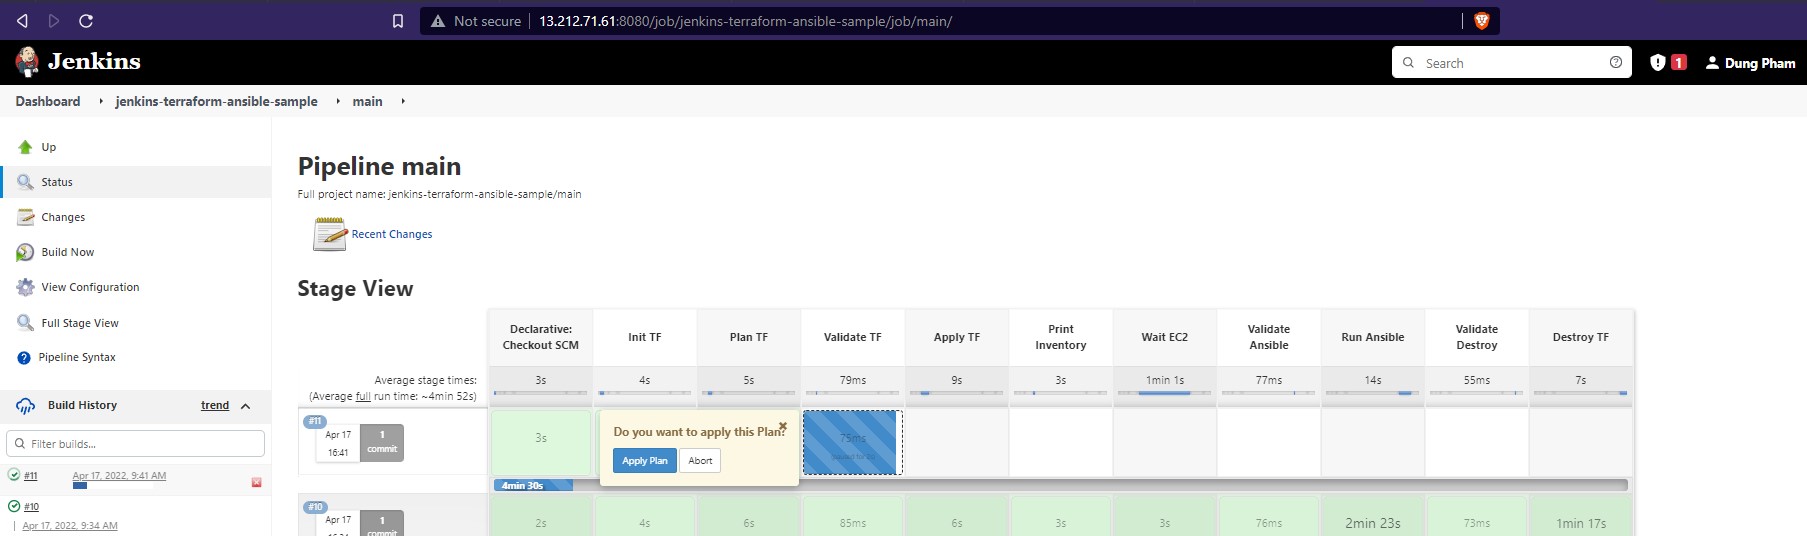 Not secure 13.212.71.61:8080/job/jenkins-terraform-ansible-sample/job/main/
Jenkins
Search
1
Dung Pham
Dashboard jenkins-terraform-ansible-sample main
Up
Status
Changes
Build Now
View Configuration
Full Stage View
Pipeline Syntax
Build History trend
Filter builds...
#11 Apr 17, 2022, 9:41 AM
#10
Apr 17, 2022, 9:34 AM
Pipeline main
Full project name: jenkins-terraform-ansible-sample/main
Recent Changes
Stage View
Declarative: Checkout SCM
Init TF
Plan TF
Validate TF
Apply TF
Print Inventory
Wait EC2
Validate Ansible
Run Ansible
Validate Destroy
Destroy TF
Average stage times:
(Average full run time: ~4min 52s)
3s 4s 5s 79ms 9s 3s 1min 1s 77ms 14s 55ms 7s
#11
Apr 17
16:41
1
commit
3s
Do you want to apply this Plan?
Apply Plan Abort
75ms
4min 30s
#10
Apr 17
1
2s 4s 6s 85ms 6s 3s 3s 76ms 2min 23s 73ms 1min 17s